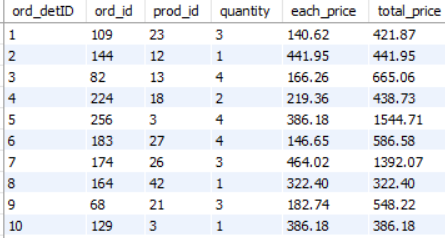 ord_detID ord_id prod_id quantity each_price total_price
1 109 23 3 140.62 421.87
2 144 12 1 441.95 441.95
3 82 13 4 166.26 665.06
4 224 18 2 219.36 438.73
5 256 3 4 386.18 1544.71
6 183 27 4 146.65 586.58
7 174 26 3 464.02 1392.07
8 164 42 1 322.40 322.40
9 68 21 3 182.74 548.22
10 129 3 1 386.18 386.18